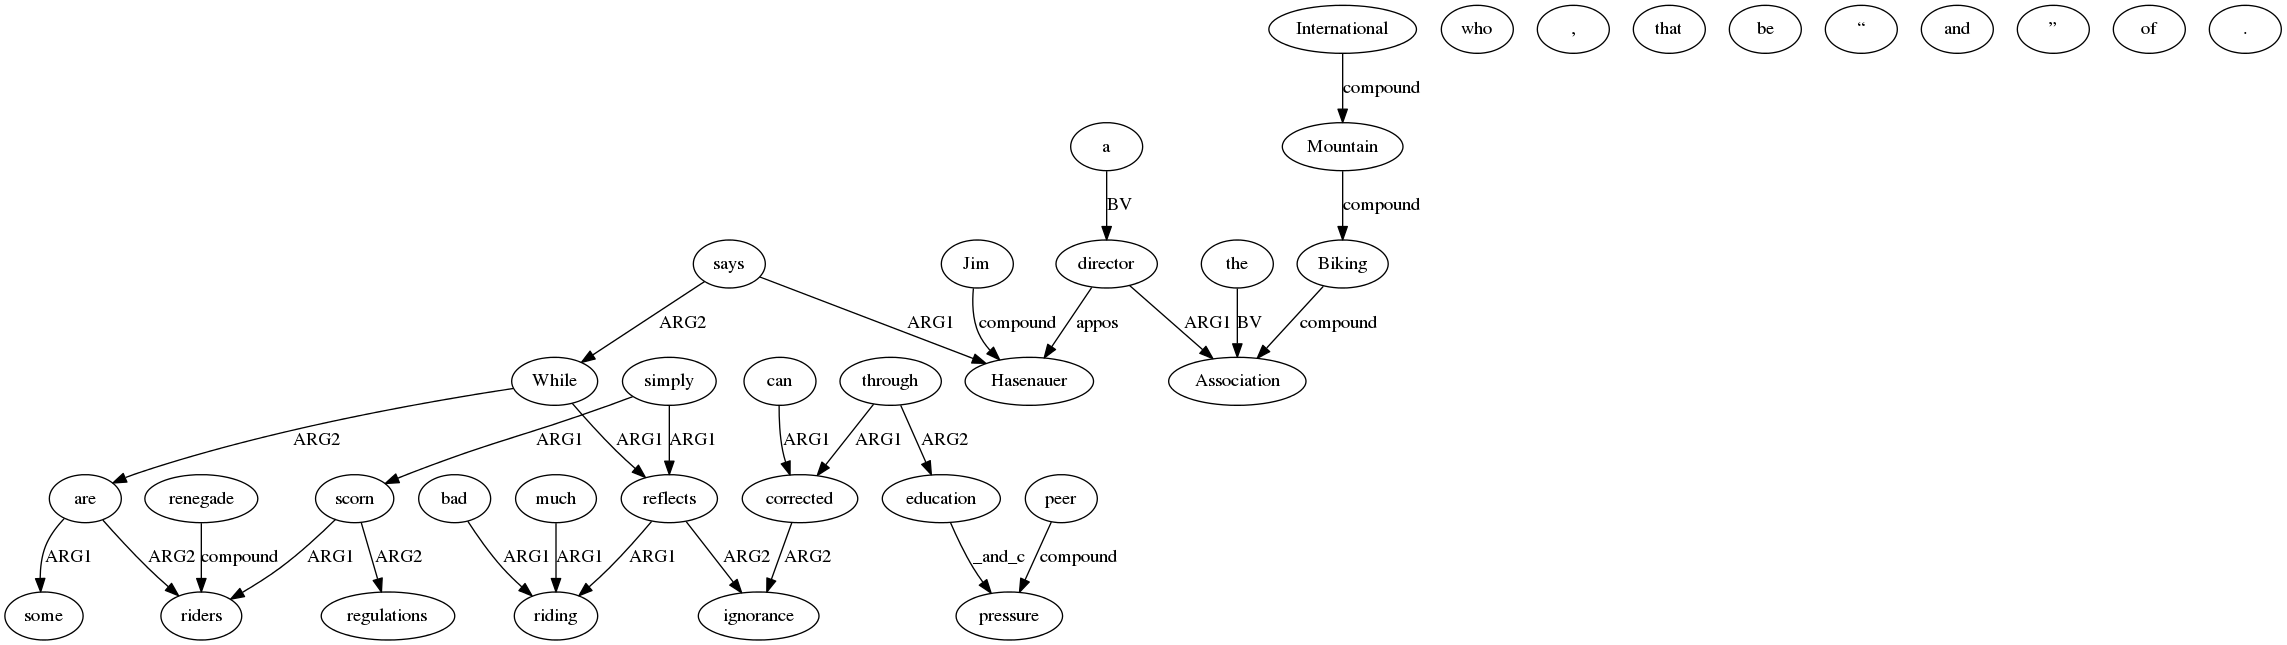 International who , that be “ and ” of .
compound
a Mountain
BV compound
says Jim director the Biking
ARG2 ARG1 compound appos ARG1 BV compound
While simply can through Hasenauer Association
ARG2 ARG1 ARG1 ARG1 ARG1 ARG1 ARG2
are renegade scorn bad much reflects corrected education peer
ARG1 ARG2 compound ARG1 ARG2 ARG1 ARG1 ARG1 ARG2 ARG2 _and_c compound
some riders regulations riding ignorance pressure